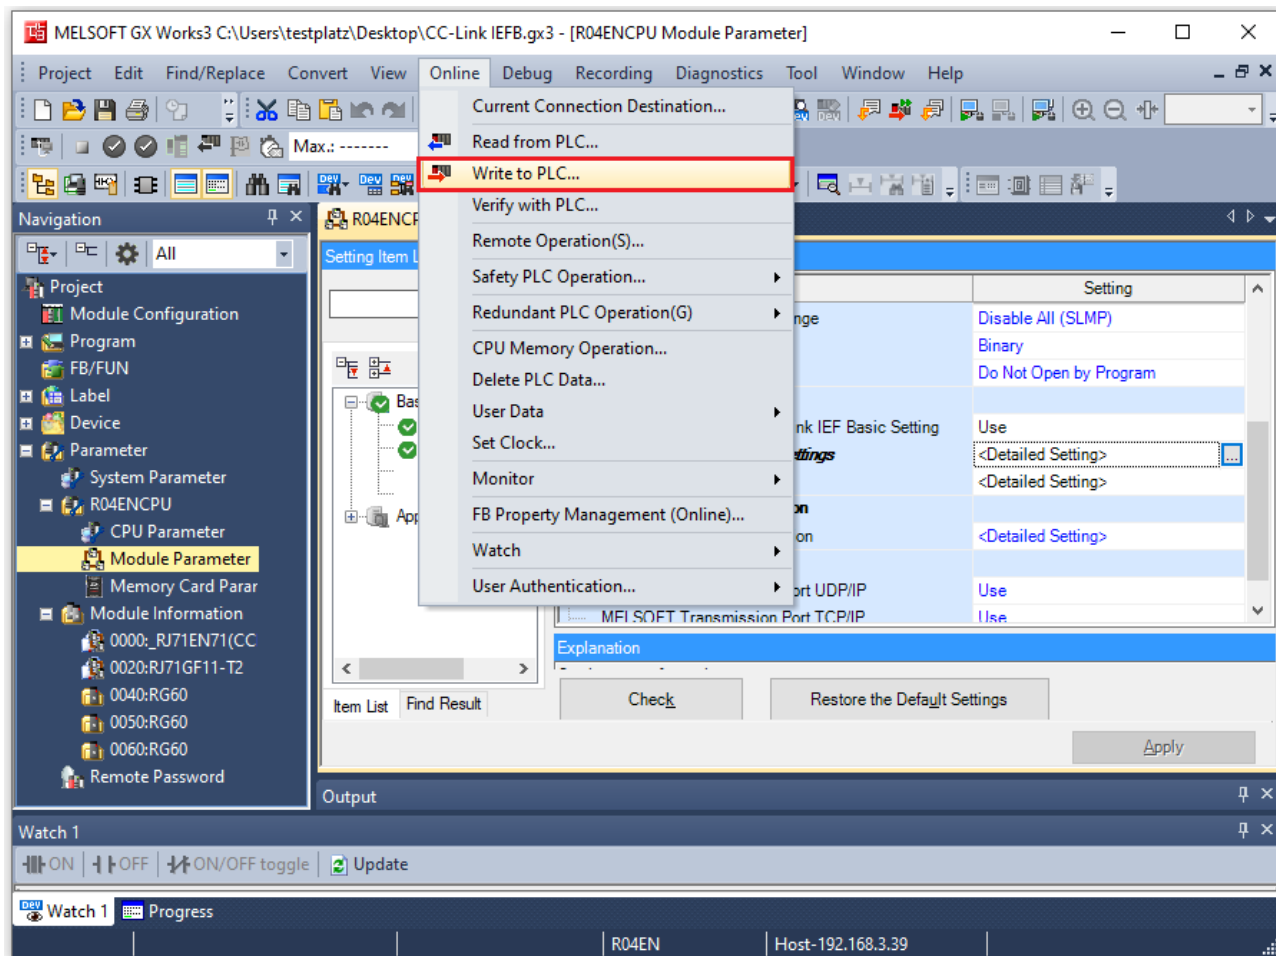 MELSOFT GX Works3 C:\Users\testplatz\Desktop\CC-Link IEFB.gx3 - [R04ENCPU Module Parameter]
Project Edit Find/Replace Convert View Online Debug Recording Diagnostics Tool Window Help
Max.: -------
Current Connection Destination...
Read from PLC...
Write to PLC...
Verify with PLC...
Remote Operation(S)...
Safety PLC Operation...
Redundant PLC Operation(G)
CPU Memory Operation...
Delete PLC Data...
User Data
Set Clock...
Monitor
FB Property Management (Online)...
Watch
User Authentication...
Navigation
All
Project
Module Configuration
Program
FB/FUN
Label
Device
Parameter
System Parameter
R04ENCPU
CPU Parameter
Module Parameter
Memory Card Parar
Module Information
0000:_RJ71EN71(CC
0020:RJ71GF11-T2
0040:RG60
0050:RG60
0060:RG60
Remote Password
R04ENCF
Setting Item L
Bas
App
Item List Find Result
Setting
nge Disable All (SLMP)
Binary
Do Not Open by Program
nk IEF Basic Setting Use
ttings <Detailed Setting>
...
<Detailed Setting>
on
on <Detailed Setting>
ort UDP/IP Use
MELSOFT Transmission Port TCP/IP Use
Explanation
Check Restore the Default Settings
Apply
Output
Watch 1
ON OFF ON/OFF toggle Update
Watch 1 Progress
R04EN Host-192.168.3.39